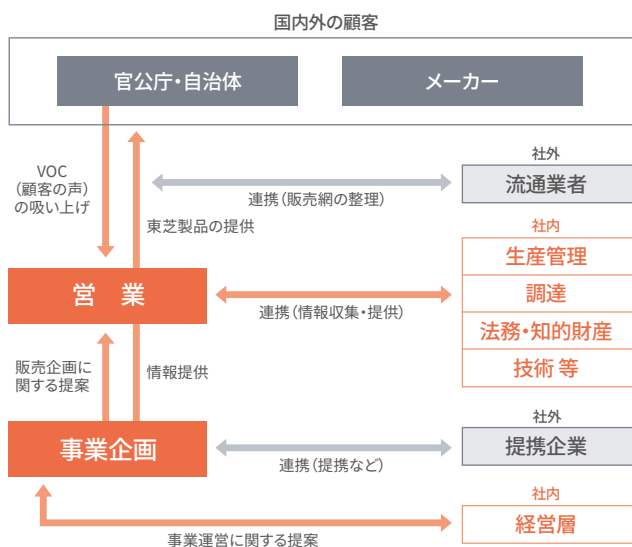 国内外の顧客
官公庁・自治体
メーカー
VOC
（顧客の声）
の吸い上げ
東芝製品の提供
連携（販売網の整理）
社外
流通業者
社内
生産管理
調達
法務・知的財産
技術 等
営　業
連携（情報収集・提供）
販売企画に
関する提案
情報提供
事業企画
連携（提携など）
社外
提携企業
社内
経営層
事業運営に関する提案